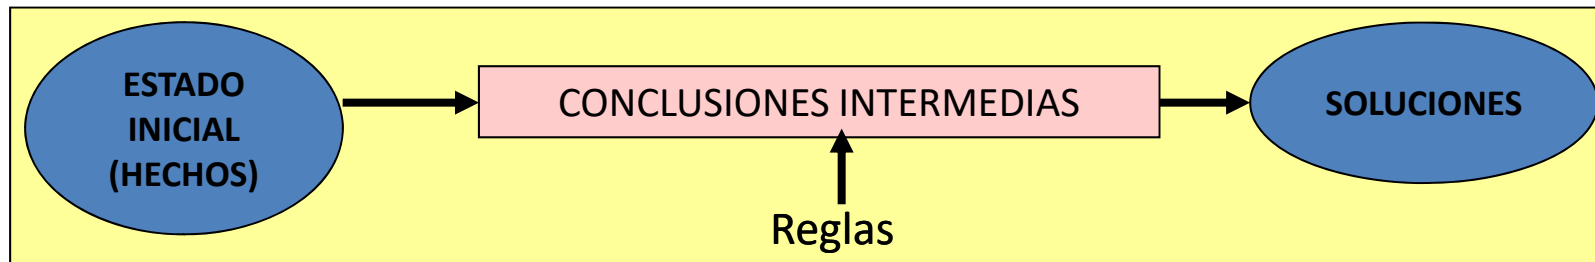 ESTADO
INICIAL
(HECHOS)
CONCLUSIONES INTERMEDIAS
SOLUCIONES
Reglas